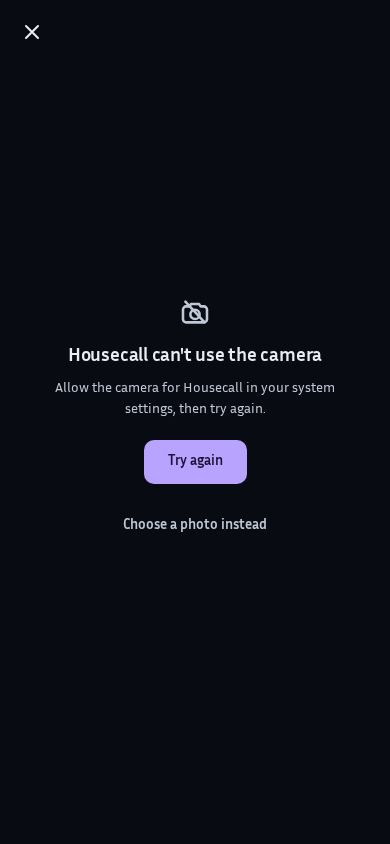 Housecall can't use the camera
Allow the camera for Housecall in your system
settings, then try again.
Try again
Choose a photo instead